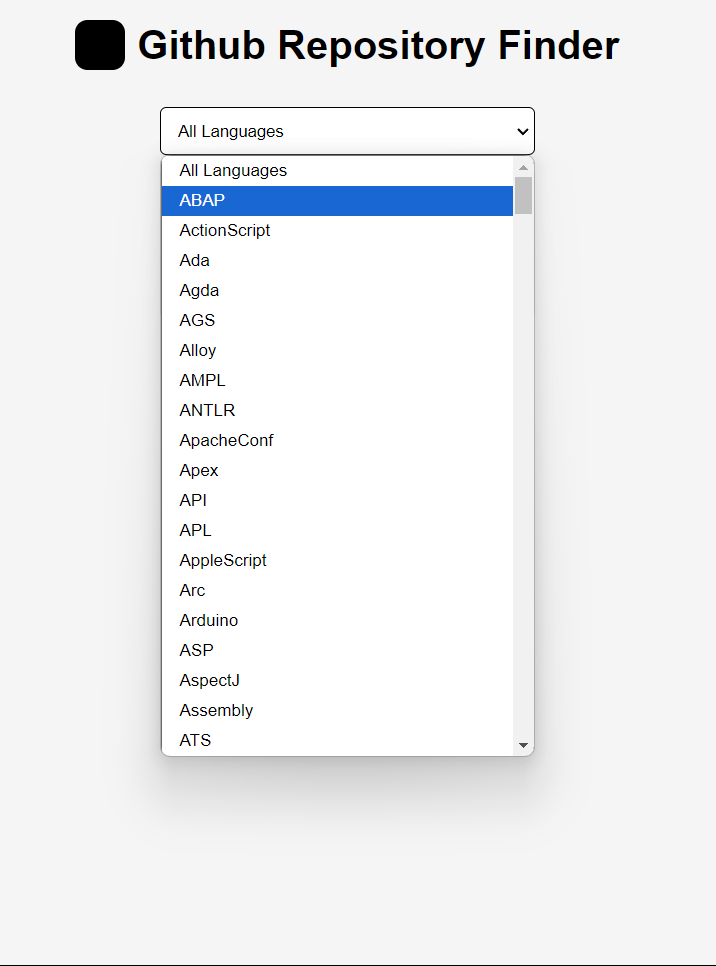 Github Repository Finder
All Languages
All Languages
ABAP
ActionScript
Ada
Agda
AGS
Alloy
AMPL
ANTLR
ApacheConf
Apex
API
APL
AppleScript
Arc
Arduino
ASP
AspectJ
Assembly
ATS